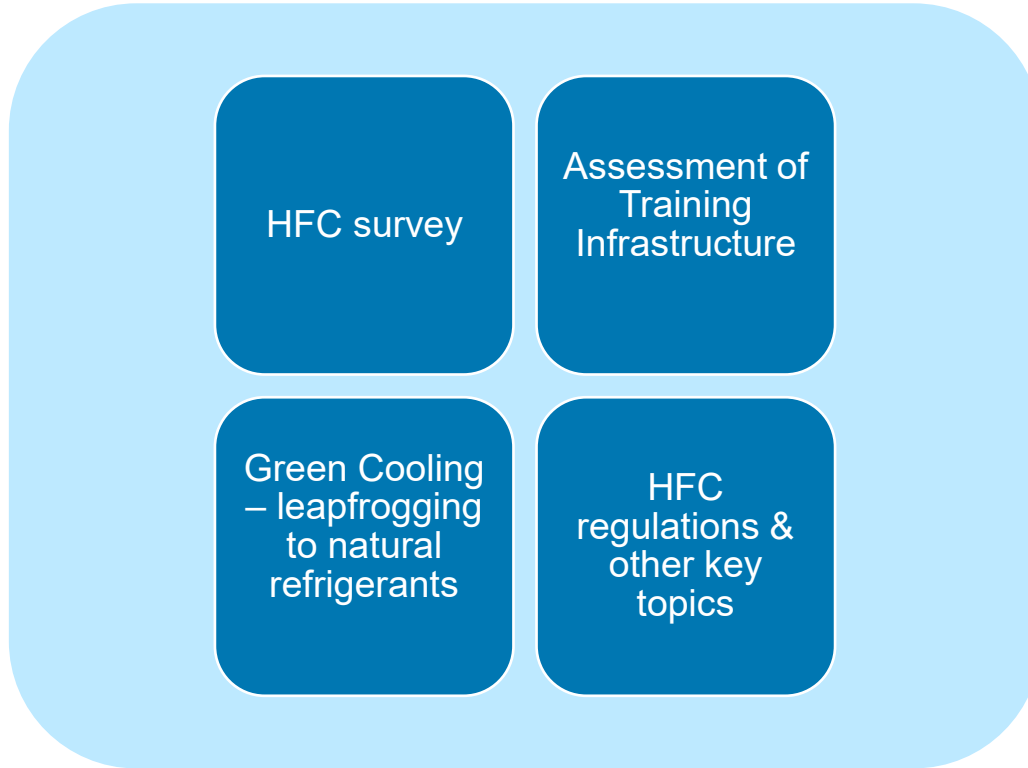 HFC survey
Assessment of
Training
Infrastructure
Green Cooling
– leapfrogging
to natural
refrigerants
HFC
regulations &
other key
topics